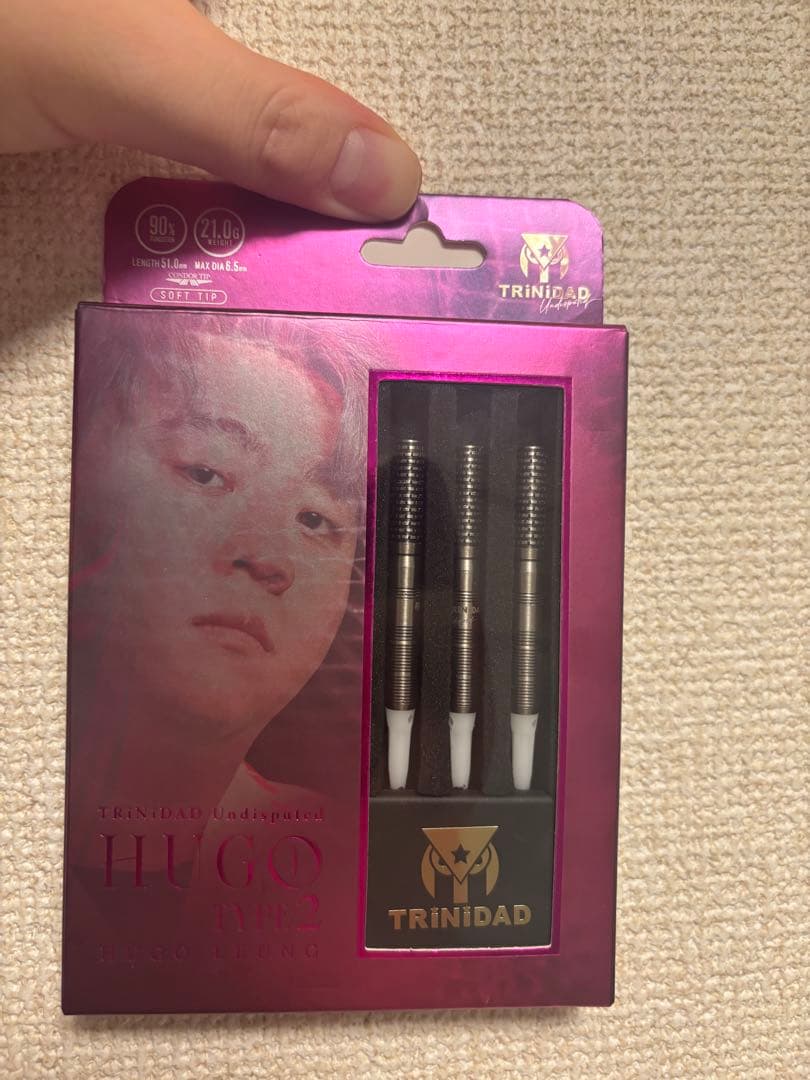 90%
TUNGSTEN
21.0G
WEIGHT
LENGTH 51.0mm MAX DIA 6.5mm
CONDOR TIP
SOFT TIP
TRiNiDAD
Undisputed
TRiNiDAD Undisputed
HUGO
TYPE2
HUGO LEUNG
TRiNiDAD